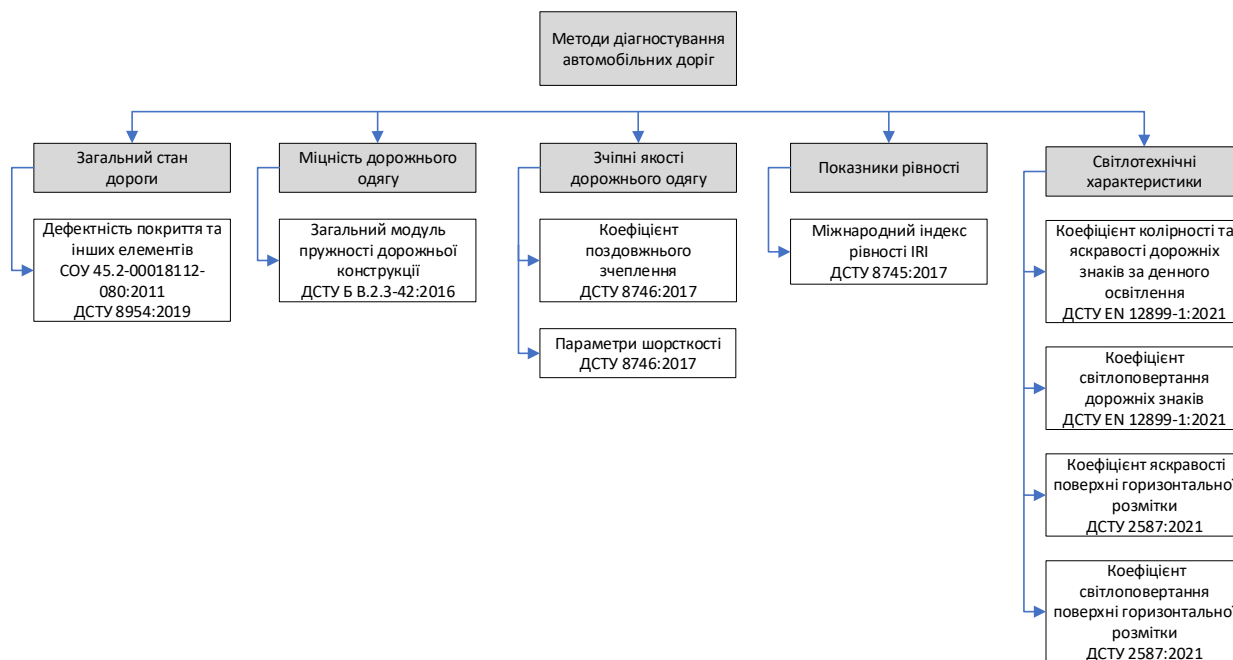 Методи діагностування
автомобільних доріг
Загальний стан
дороги
Дефектність покриття та
інших елементів
СОУ 45.2-00018112-
080:2011
ДСТУ 8954:2019
Міцність дорожнього
одягу
Загальний модуль
пружності дорожньої
конструкції
ДСТУ Б В.2.3-42:2016
Зчіпні якості
дорожнього одягу
Коефіцієнт
поздовжнього
зчеплення
ДСТУ 8746:2017
Параметри шорсткості
ДСТУ 8746:2017
Показники рівності
Міжнародний індекс
рівності IRI
ДСТУ 8745:2017
Світлотехнічні
характеристики
Коефіцієнт колірності та
яскравості дорожніх
знаків за денного
освітлення
ДСТУ EN 12899-1:2021
Коефіцієнт
світлоповертання
дорожніх знаків
ДСТУ EN 12899-1:2021
Коефіцієнт яскравості
поверхні горизонтальної
розмітки
ДСТУ 2587:2021
Коефіцієнт
світлоповертання
поверхні горизонтальної
розмітки
ДСТУ 2587:2021